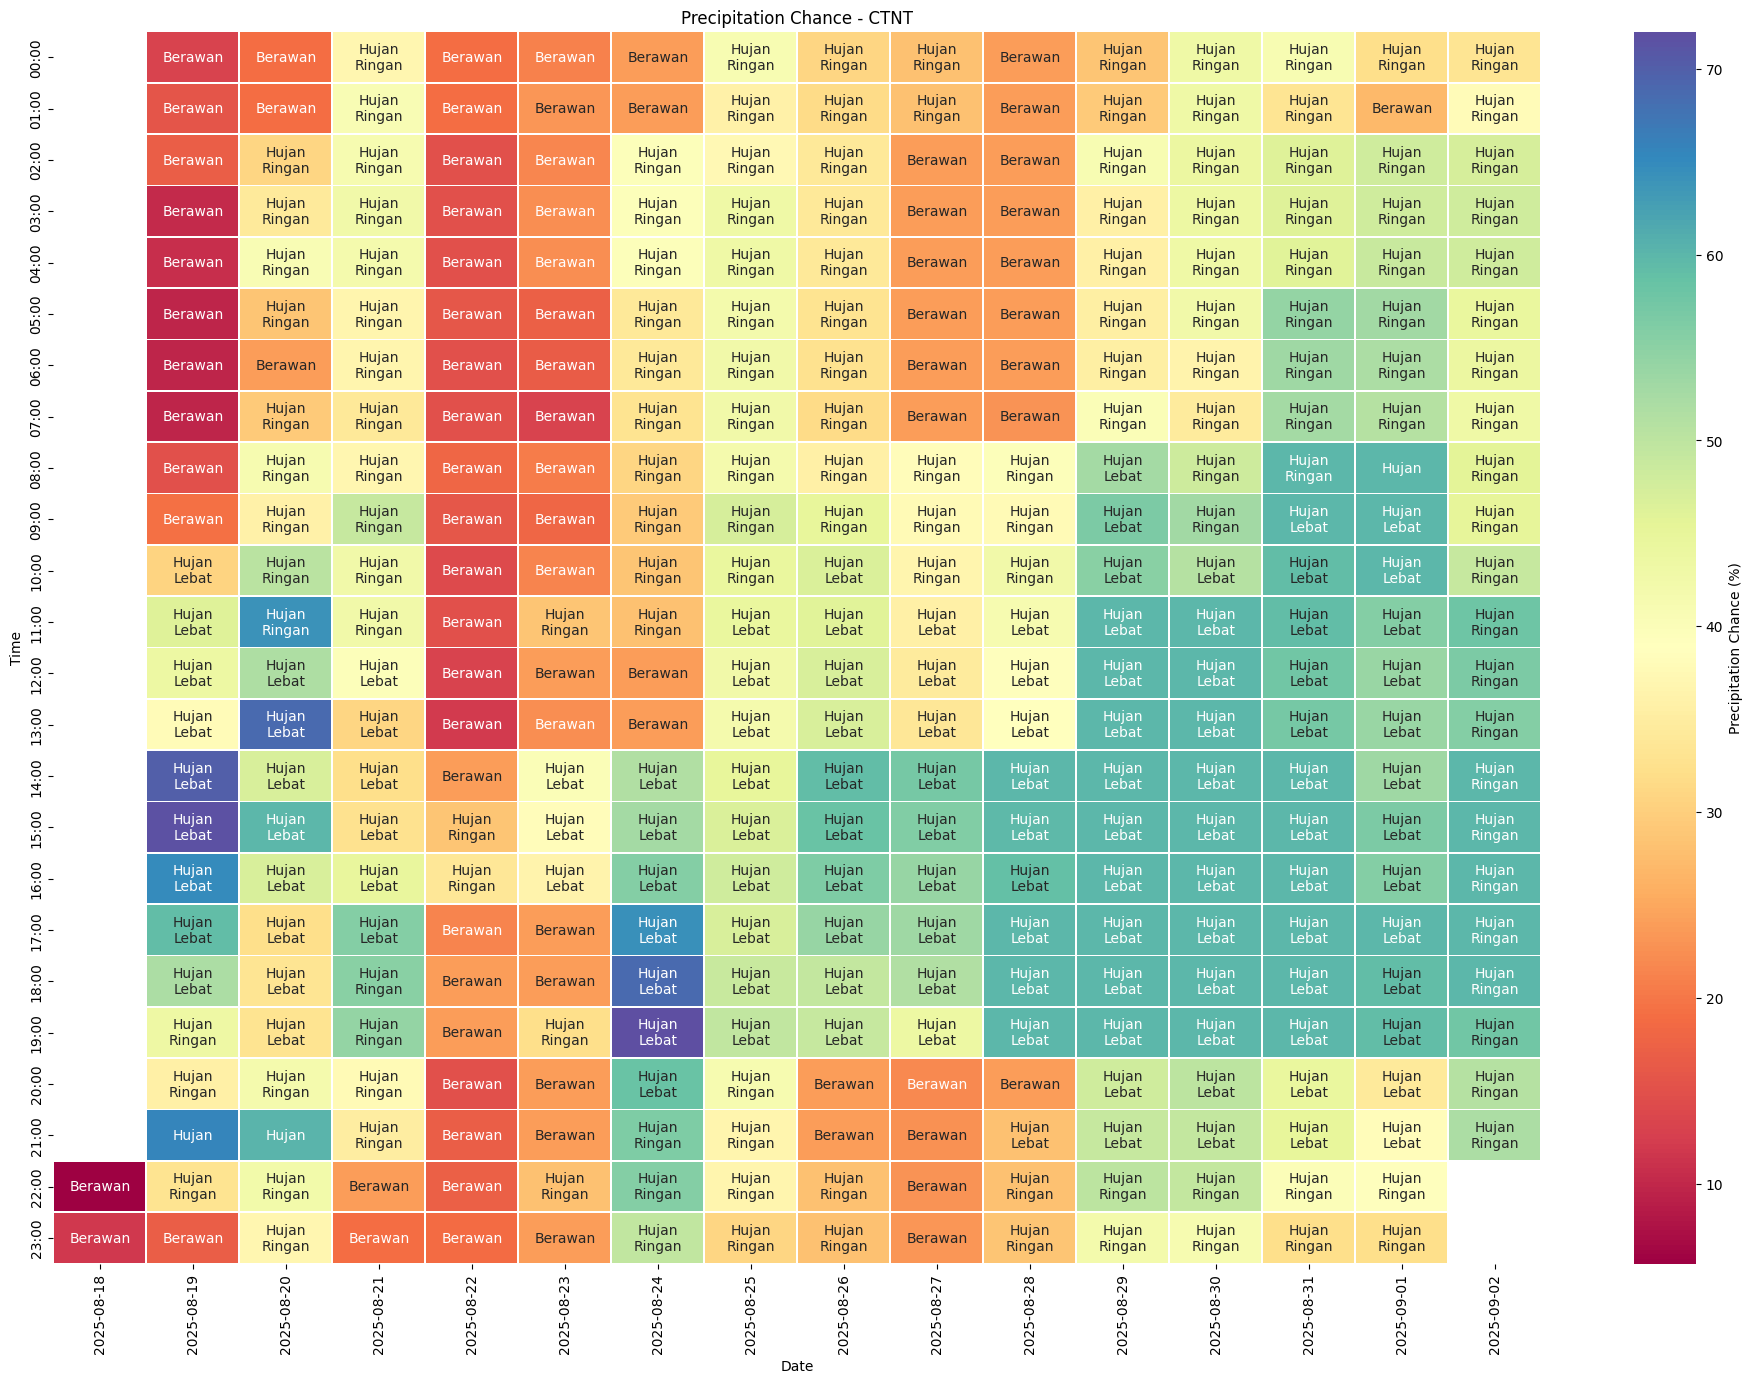 Precipitation Chance - CTNT
00:00 Berawan Berawan Hujan Ringan Berawan Berawan Berawan Hujan Ringan Hujan Ringan Hujan Ringan Berawan Hujan Ringan Hujan Ringan Hujan Ringan Hujan Ringan Hujan Ringan
01:00 Berawan Berawan Hujan Ringan Berawan Berawan Berawan Hujan Ringan Hujan Ringan Hujan Ringan Berawan Hujan Ringan Hujan Ringan Hujan Ringan Berawan Hujan Ringan
02:00 Berawan Hujan Ringan Hujan Ringan Berawan Berawan Hujan Ringan Hujan Ringan Hujan Ringan Berawan Berawan Hujan Ringan Hujan Ringan Hujan Ringan Hujan Ringan Hujan Ringan
03:00 Berawan Hujan Ringan Hujan Ringan Berawan Berawan Hujan Ringan Hujan Ringan Hujan Ringan Berawan Berawan Hujan Ringan Hujan Ringan Hujan Ringan Hujan Ringan Hujan Ringan
04:00 Berawan Hujan Ringan Hujan Ringan Berawan Berawan Hujan Ringan Hujan Ringan Hujan Ringan Berawan Berawan Hujan Ringan Hujan Ringan Hujan Ringan Hujan Ringan Hujan Ringan
05:00 Berawan Hujan Ringan Hujan Ringan Berawan Berawan Hujan Ringan Hujan Ringan Hujan Ringan Berawan Berawan Hujan Ringan Hujan Ringan Hujan Ringan Hujan Ringan Hujan Ringan
06:00 Berawan Berawan Hujan Ringan Berawan Berawan Hujan Ringan Hujan Ringan Hujan Ringan Berawan Berawan Hujan Ringan Hujan Ringan Hujan Ringan Hujan Ringan Hujan Ringan
07:00 Berawan Hujan Ringan Hujan Ringan Berawan Berawan Hujan Ringan Hujan Ringan Hujan Ringan Berawan Berawan Hujan Ringan Hujan Ringan Hujan Ringan Hujan Ringan Hujan Ringan
08:00 Berawan Hujan Ringan Hujan Ringan Berawan Berawan Hujan Ringan Hujan Ringan Hujan Ringan Hujan Ringan Hujan Ringan Hujan Lebat Hujan Ringan Hujan Ringan Hujan Hujan Ringan
09:00 Berawan Hujan Ringan Hujan Ringan Berawan Berawan Hujan Ringan Hujan Ringan Hujan Ringan Hujan Ringan Hujan Ringan Hujan Lebat Hujan Ringan Hujan Lebat Hujan Lebat Hujan Ringan
10:00 Hujan Lebat Hujan Ringan Hujan Ringan Berawan Berawan Hujan Ringan Hujan Ringan Hujan Lebat Hujan Ringan Hujan Ringan Hujan Lebat Hujan Lebat Hujan Lebat Hujan Lebat Hujan Ringan
11:00 Hujan Lebat Hujan Ringan Hujan Ringan Berawan Hujan Ringan Hujan Ringan Hujan Lebat Hujan Lebat Hujan Lebat Hujan Lebat Hujan Lebat Hujan Lebat Hujan Lebat Hujan Lebat Hujan Ringan
12:00 Hujan Lebat Hujan Lebat Hujan Lebat Berawan Berawan Berawan Hujan Lebat Hujan Lebat Hujan Lebat Hujan Lebat Hujan Lebat Hujan Lebat Hujan Lebat Hujan Lebat Hujan Ringan
13:00 Hujan Lebat Hujan Lebat Hujan Lebat Berawan Berawan Berawan Hujan Lebat Hujan Lebat Hujan Lebat Hujan Lebat Hujan Lebat Hujan Lebat Hujan Lebat Hujan Lebat Hujan Ringan
14:00 Hujan Lebat Hujan Lebat Hujan Lebat Berawan Hujan Lebat Hujan Lebat Hujan Lebat Hujan Lebat Hujan Lebat Hujan Lebat Hujan Lebat Hujan Lebat Hujan Lebat Hujan Lebat Hujan Ringan
15:00 Hujan Lebat Hujan Lebat Hujan Lebat Hujan Ringan Hujan Lebat Hujan Lebat Hujan Lebat Hujan Lebat Hujan Lebat Hujan Lebat Hujan Lebat Hujan Lebat Hujan Lebat Hujan Lebat Hujan Ringan
16:00 Hujan Lebat Hujan Lebat Hujan Lebat Hujan Ringan Hujan Lebat Hujan Lebat Hujan Lebat Hujan Lebat Hujan Lebat Hujan Lebat Hujan Lebat Hujan Lebat Hujan Lebat Hujan Lebat Hujan Ringan
17:00 Hujan Lebat Hujan Lebat Hujan Lebat Berawan Berawan Hujan Lebat Hujan Lebat Hujan Lebat Hujan Lebat Hujan Lebat Hujan Lebat Hujan Lebat Hujan Lebat Hujan Lebat Hujan Ringan
18:00 Hujan Lebat Hujan Lebat Hujan Ringan Berawan Berawan Hujan Lebat Hujan Lebat Hujan Lebat Hujan Lebat Hujan Lebat Hujan Lebat Hujan Lebat Hujan Lebat Hujan Lebat Hujan Ringan
19:00 Hujan Ringan Hujan Lebat Hujan Ringan Berawan Hujan Ringan Hujan Lebat Hujan Lebat Hujan Lebat Hujan Lebat Hujan Lebat Hujan Lebat Hujan Lebat Hujan Lebat Hujan Lebat Hujan Ringan
20:00 Hujan Ringan Hujan Ringan Hujan Ringan Berawan Berawan Hujan Lebat Hujan Ringan Berawan Berawan Berawan Hujan Lebat Hujan Lebat Hujan Lebat Hujan Lebat Hujan Ringan
21:00 Hujan Hujan Hujan Ringan Berawan Berawan Hujan Ringan Hujan Ringan Berawan Berawan Hujan Lebat Hujan Lebat Hujan Lebat Hujan Lebat Hujan Lebat Hujan Ringan
22:00 Berawan Hujan Ringan Hujan Ringan Berawan Berawan Hujan Ringan Hujan Ringan Hujan Ringan Hujan Ringan Berawan Hujan Ringan Hujan Ringan Hujan Ringan Hujan Ringan Hujan Ringan
23:00 Berawan Berawan Hujan Ringan Berawan Berawan Berawan Hujan Ringan Hujan Ringan Hujan Ringan Berawan Hujan Ringan Hujan Ringan Hujan Ringan Hujan Ringan Hujan Ringan
2025-08-18 2025-08-19 2025-08-20 2025-08-21 2025-08-22 2025-08-23 2025-08-24 2025-08-25 2025-08-26 2025-08-27 2025-08-28 2025-08-29 2025-08-30 2025-08-31 2025-09-01 2025-09-02
Date
Time
70
60
50
40
30
20
10
Precipitation Chance (%)